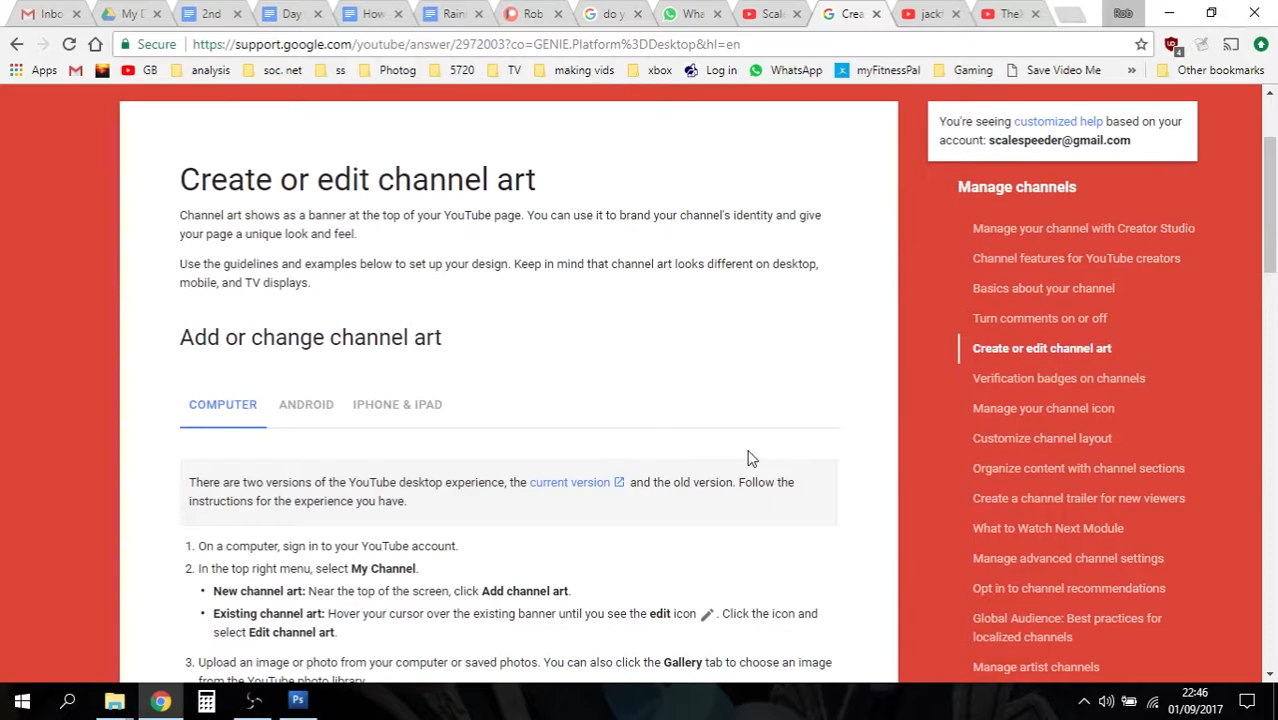 Inbo
My D
2nd
Day
How
Rain
Rob
do y
Wha
Scal
Crea
jackf
The
Rob
Secure
https://support.google.com/youtube/answer/2972003?co=GENIE.Platform%3DDesktop&hl=en
4
Apps
GB
analysis
soc. net
ss
Photog
5720
TV
making vids
xbox
Log in
WhatsApp
myFitnessPal
Gaming
Save Video Me
»
Other bookmarks
Create or edit channel art
Channel art shows as a banner at the top of your YouTube page. You can use it to brand your channel's identity and give
your page a unique look and feel.
Use the guidelines and examples below to set up your design. Keep in mind that channel art looks different on desktop,
mobile, and TV displays.
Add or change channel art
COMPUTER
ANDROID
IPHONE & IPAD
There are two versions of the YouTube desktop experience, the current version and the old version. Follow the
instructions for the experience you have.
1. On a computer, sign in to your YouTube account.
2. In the top right menu, select My Channel.
• New channel art: Near the top of the screen, click Add channel art.
• Existing channel art: Hover your cursor over the existing banner until you see the edit icon . Click the icon and
select Edit channel art.
3. Upload an image or photo from your computer or saved photos. You can also click the Gallery tab to choose an image
from the YouTube photo library.
You're seeing customized help based on your
account: scalespeeder@gmail.com
Manage channels
Manage your channel with Creator Studio
Channel features for YouTube creators
Basics about your channel
Turn comments on or off
Create or edit channel art
Verification badges on channels
Manage your channel icon
Customize channel layout
Organize content with channel sections
Create a channel trailer for new viewers
What to Watch Next Module
Manage advanced channel settings
Opt in to channel recommendations
Global Audience: Best practices for
localized channels
Manage artist channels
Ps
22:46
01/09/2017